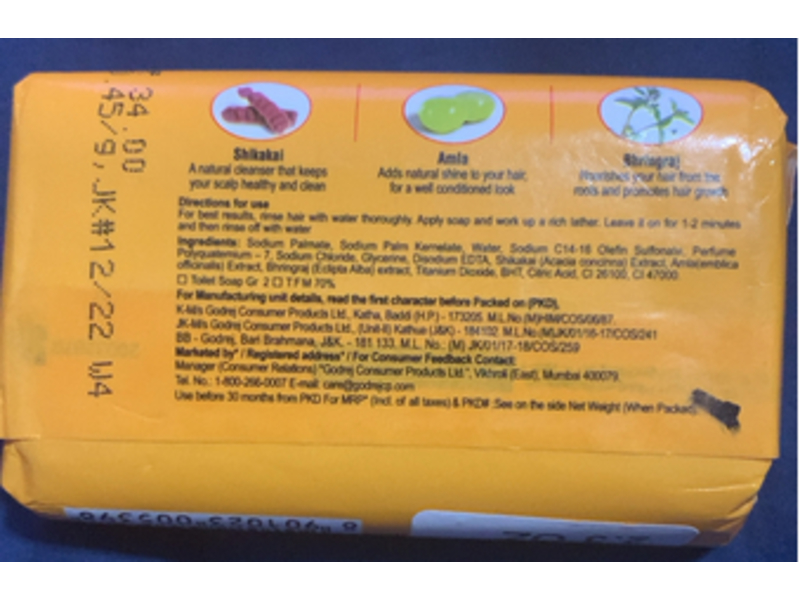 34.00
.45/9, JK#12/22 W4
Shikakai
A natural cleanser that keeps
your scalp healthy and clean
Amla
Adds natural shine to your hair,
for a well conditioned look
Bhringraj
Nourishes your hair from the
roots and promotes hair growth
Directions for use
For best results, rinse hair with water thoroughly. Apply soap and work up a rich lather. Leave it on for 1-2 minutes
and then rinse off with water
Ingredients: Sodium Palmate, Sodium Palm Kernelate, Water, Sodium C14-16 Olefin Sulfonate, Perfume
Polyquaternium – 7, Sodium Chloride, Glycerine, Disodium EDTA, Shikakai (Acacia concinna) Extract, Amla(emblica
officinalis) Extract, Bhringraj (Eclipta Alba) extract, Titanium Dioxide, BHT, Citric Acid, CI 26100, CI 47000
☐ Toilet Soap Gr 2 ☐ T F M 70%
For Manufacturing unit details, read the first character before Packed on (PKD),
K-M/s Godrej Consumer Products Ltd., Katha, Baddi (H.P.) - 173205. M.L.No.(M)HIM/COS/06/87.
JK-M/s Godrej Consumer Products Ltd., (Unit-II) Kathua (J&K) - 184102. M.L.No.(M)JK/01/16-17/COS/241
BB - Godrej, Bari Brahmana, J&K. - 181 133. M.L. No.: (M) JK/01/17-18/COS/259
Marketed by* / Registered address* / For Consumer Feedback Contact:
Manager (Consumer Relations) "Godrej Consumer Products Ltd.", Vikhroli (East), Mumbai 400079.
Tel. No.: 1-800-266-0007 E-mail: care@godrejcp.com
Use before 30 months from PKD For MRP* (Incl. of all taxes) & PKD# :See on the side Net Weight (When Packed)